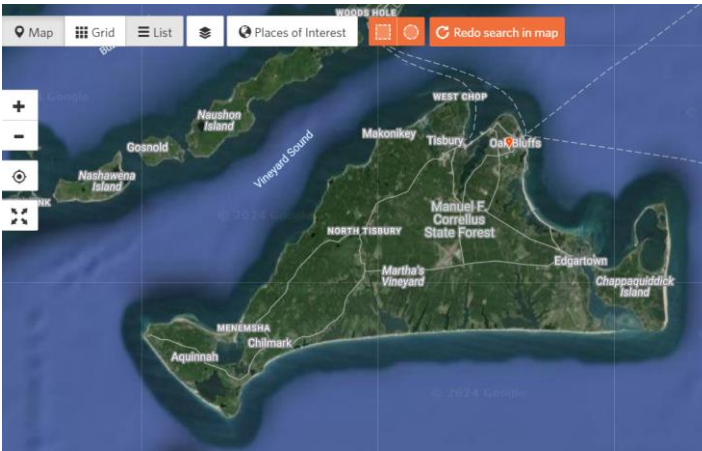 WOODS HOLE
Map
Grid
List
Places of Interest
Redo search in map
WEST CHOP
Naushon
Island
Makonikey
Tisbury
Oak Bluffs
Gosnold
Vineyard Sound
Nashawena
Island
NK
Manuel F.
Correllus
State Forest
NORTH TISBURY
Edgartown
Martha's
Vineyard
Chappaquiddick
Island
MENEMSHA
Chilmark
Aquinnah
© 2024 Google